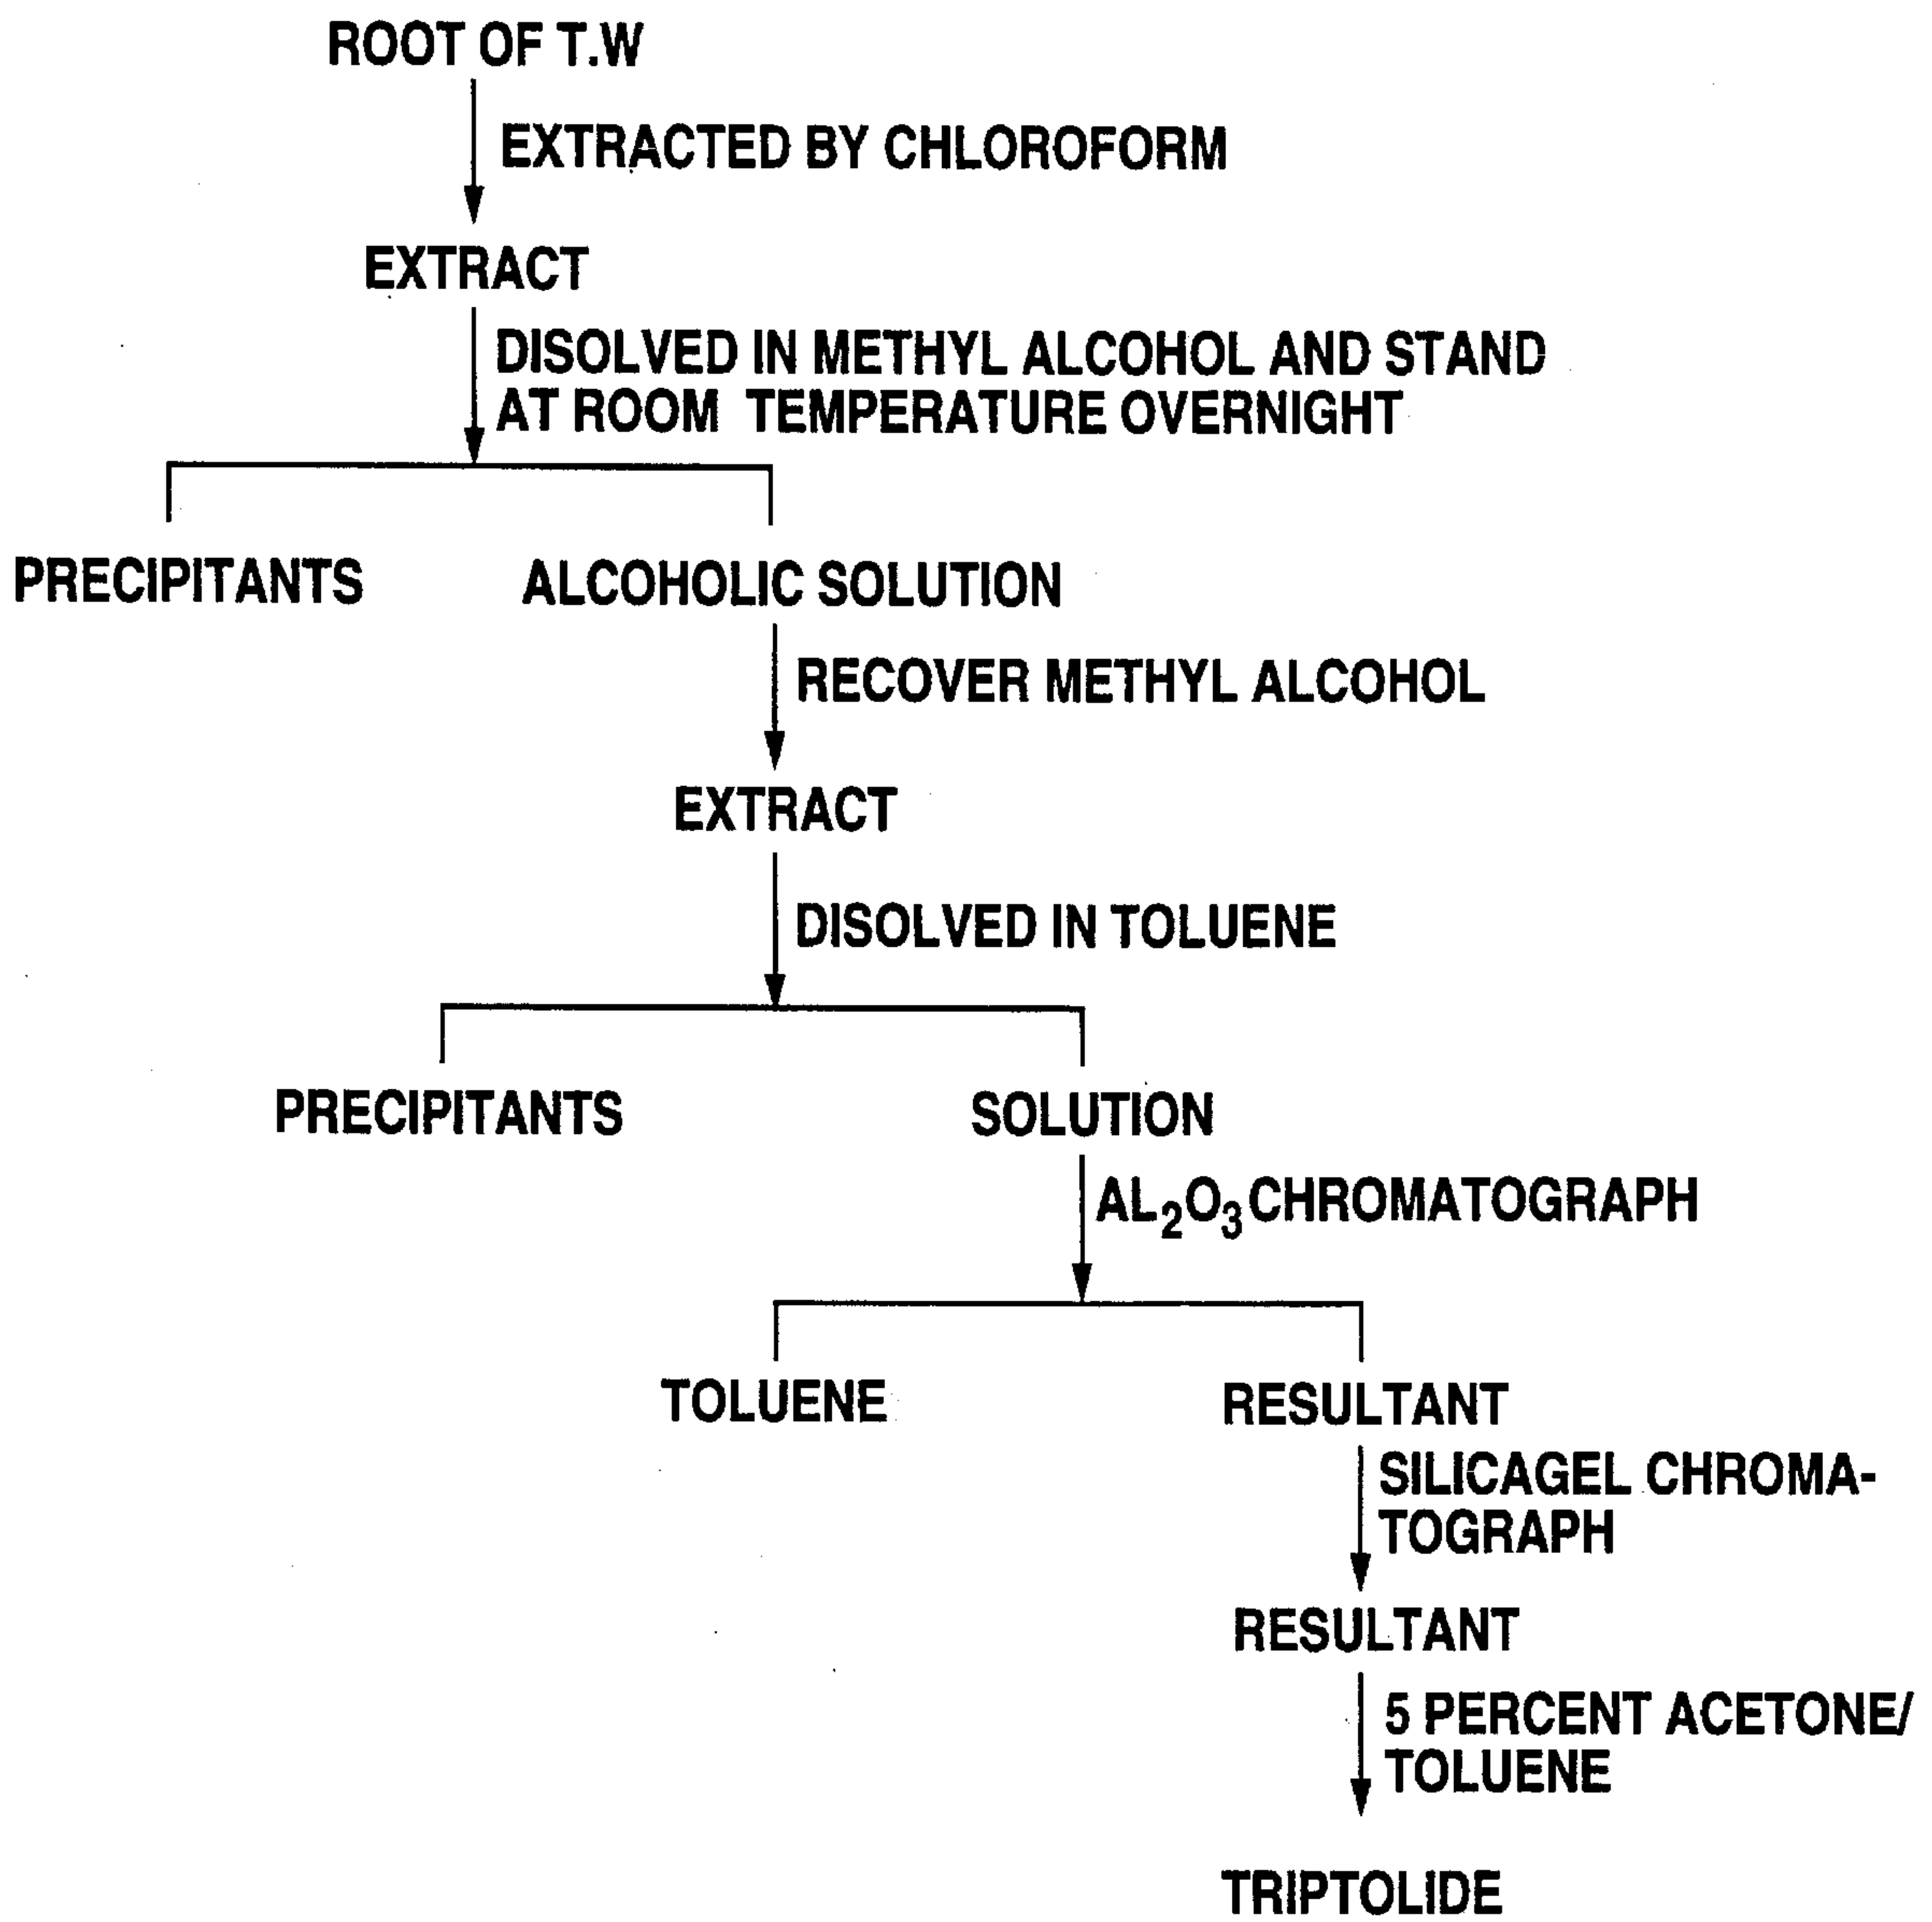 ROOT OF T.W
EXTRACTED BY CHLOROFORM
EXTRACT
DISOLVED IN METHYL ALCOHOL AND STAND
AT ROOM TEMPERATURE OVERNIGHT
PRECIPITANTS
ALCOHOLIC SOLUTION
RECOVER METHYL ALCOHOL
EXTRACT
DISOLVED IN TOLUENE
PRECIPITANTS
SOLUTION
AL₂O₃ CHROMATOGRAPH
TOLUENE
RESULTANT
SILICAGEL CHROMA-
TOGRAPH
RESULTANT
5 PERCENT ACETONE/
TOLUENE
TRIPTOLIDE